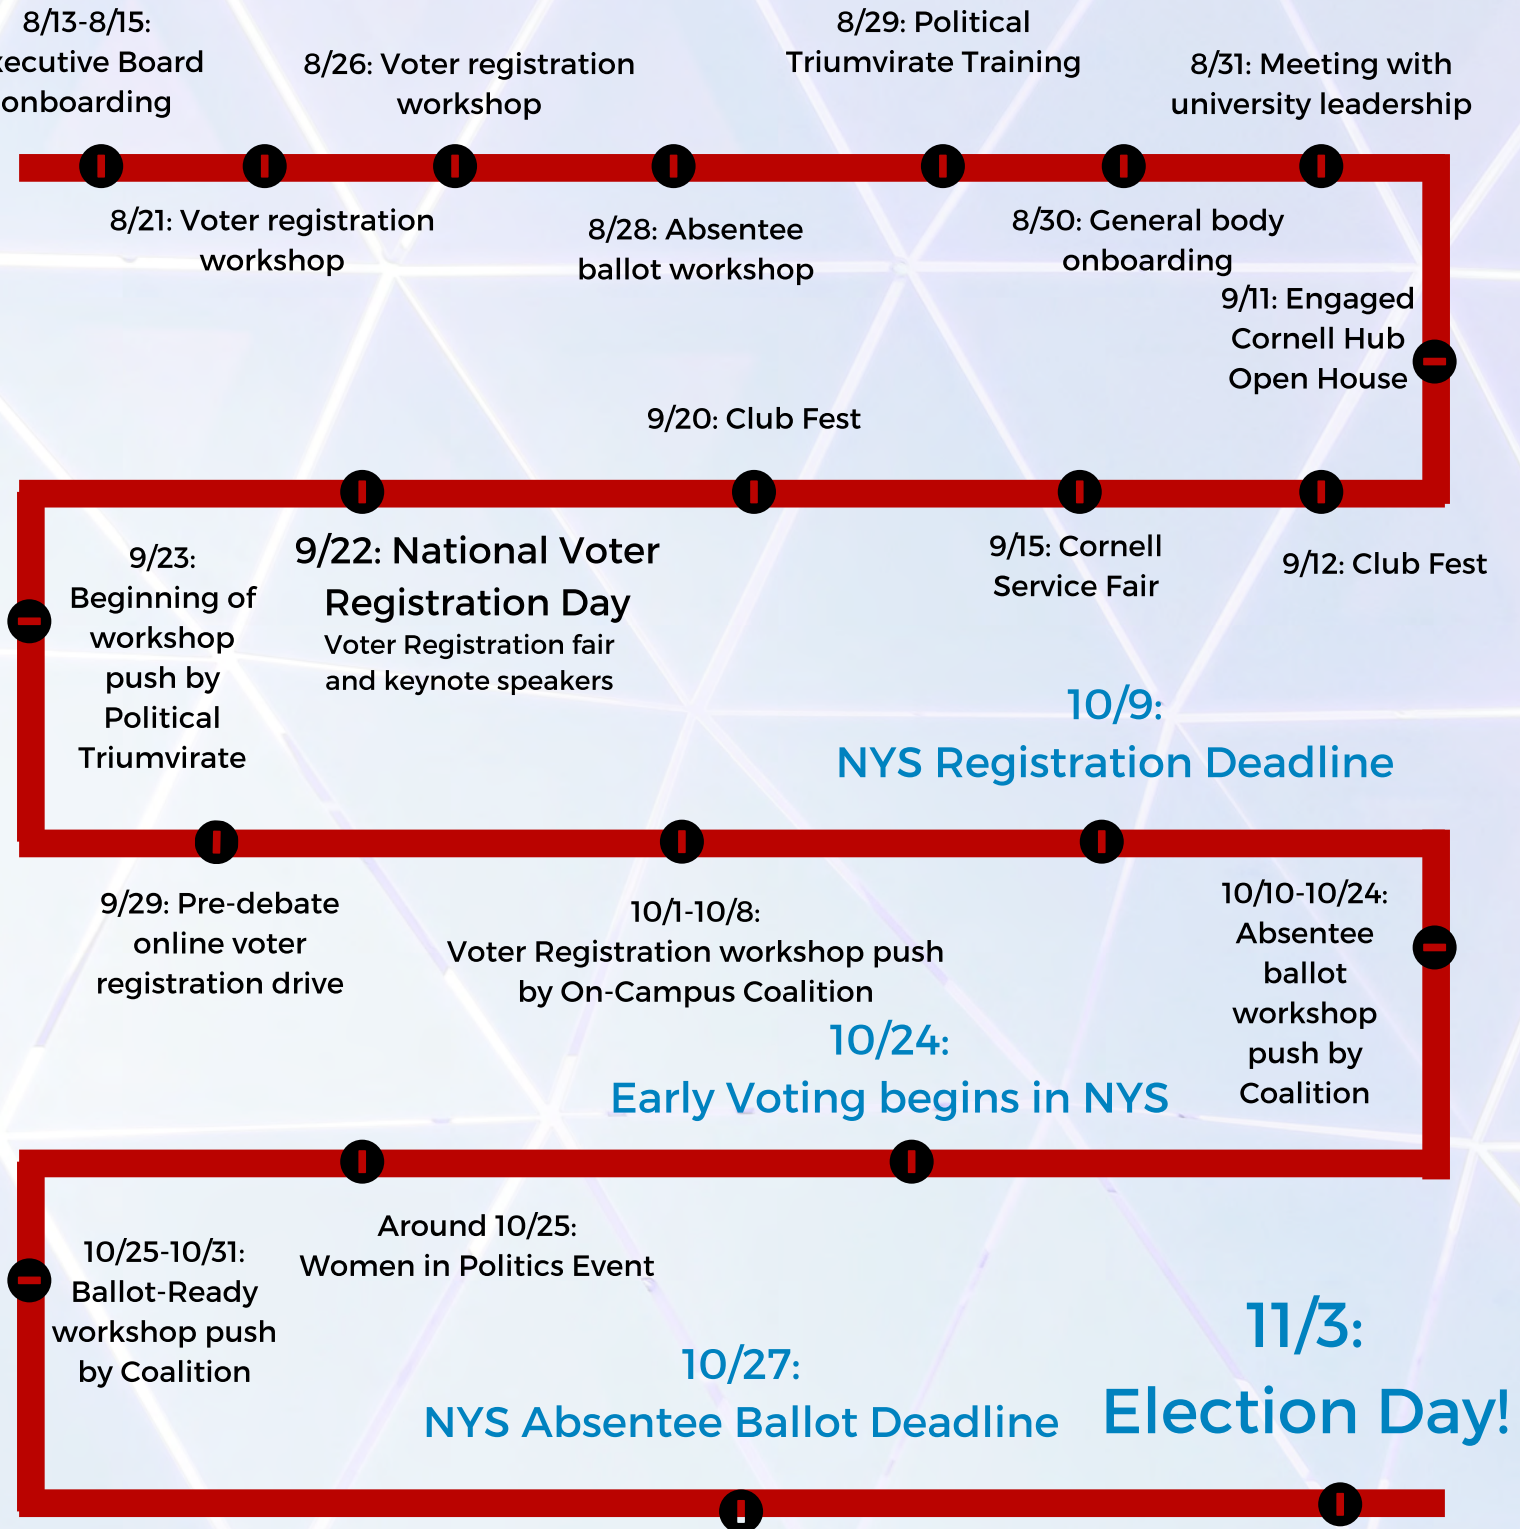 8/13-8/15:
xecutive Board
onboarding
8/21: Voter registration
workshop
8/26: Voter registration
workshop
8/28: Absentee
ballot workshop
8/29: Political
Triumvirate Training
8/30: General body
onboarding
8/31: Meeting with
university leadership
9/11: Engaged
Cornell Hub
Open House
9/12: Club Fest
9/15: Cornell
Service Fair
9/20: Club Fest
9/22: National Voter
Registration Day
Voter Registration fair
and keynote speakers
9/23:
Beginning of
workshop
push by
Political
Triumvirate
9/29: Pre-debate
online voter
registration drive
10/1-10/8:
Voter Registration workshop push
by On-Campus Coalition
10/9:
NYS Registration Deadline
10/10-10/24:
Absentee
ballot
workshop
push by
Coalition
10/24:
Early Voting begins in NYS
Around 10/25:
Women in Politics Event
10/25-10/31:
Ballot-Ready
workshop push
by Coalition
10/27:
NYS Absentee Ballot Deadline
11/3:
Election Day!